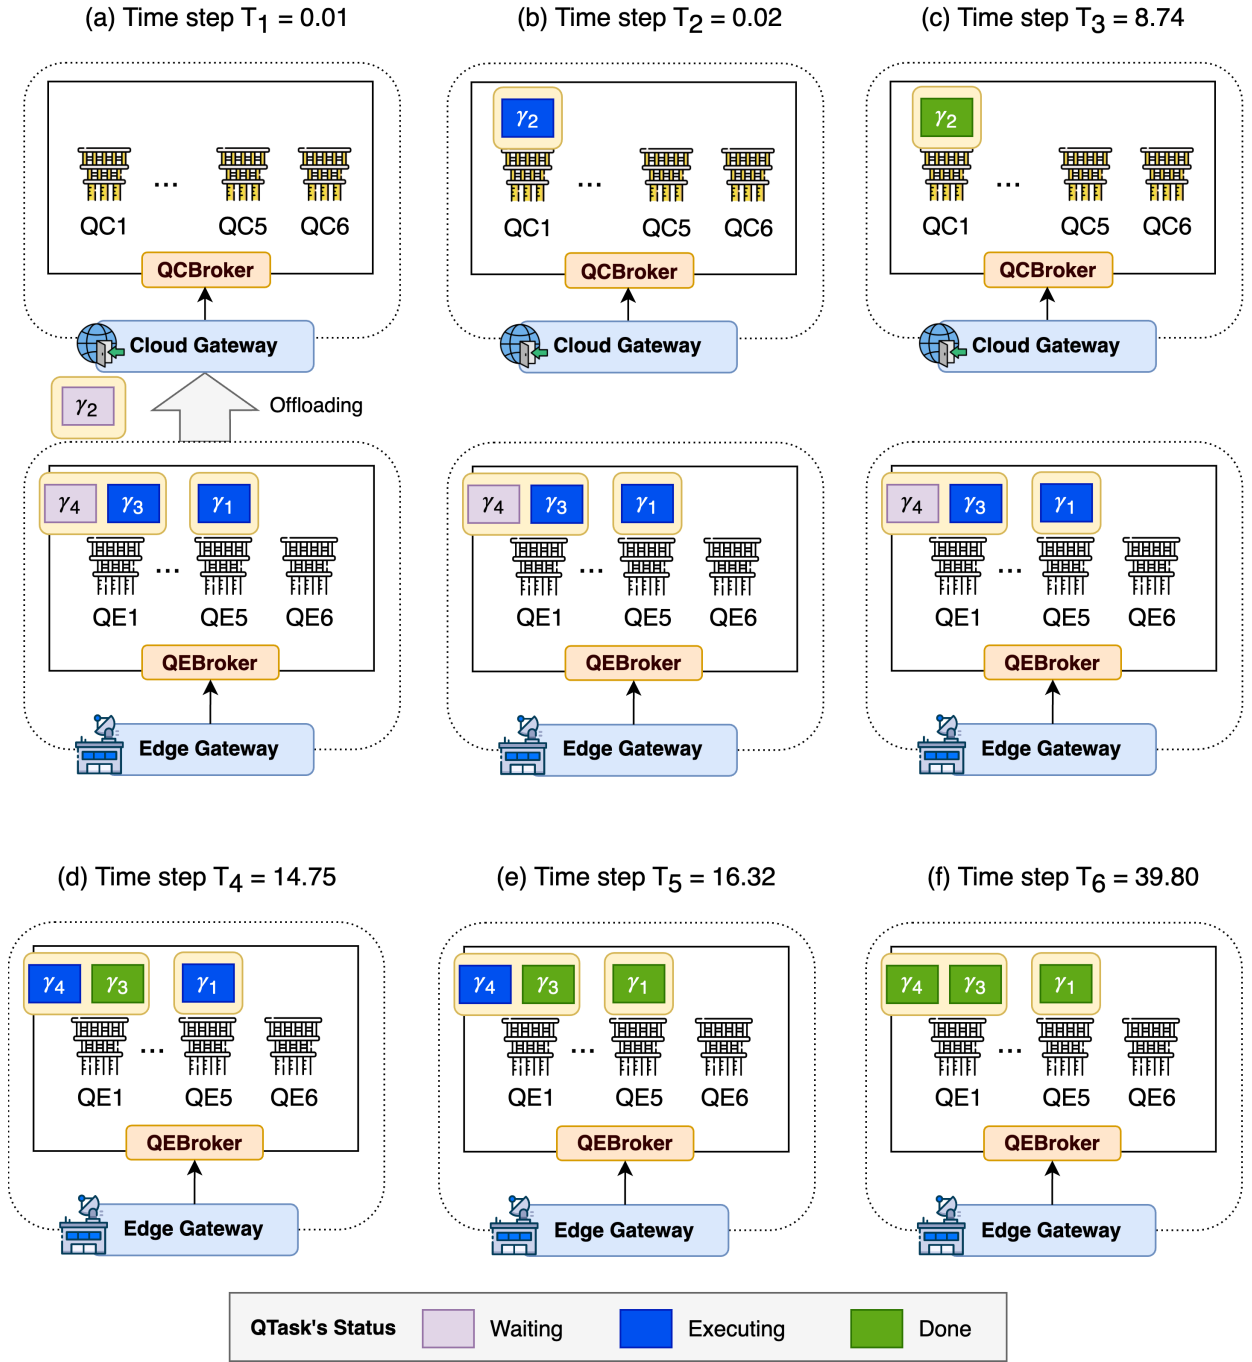 (a) Time step T1 = 0.01
(b) Time step T2 = 0.02
(c) Time step T3 = 8.74
γ2
γ2
...
...
...
QC1 QC5 QC6
QC1 QC5 QC6
QC1 QC5 QC6
QCBroker
QCBroker
QCBroker
Cloud Gateway
Cloud Gateway
Cloud Gateway
γ2
Offloading
γ4 γ3 γ1
γ4 γ3 γ1
γ4 γ3 γ1
...
...
...
QE1 QE5 QE6
QE1 QE5 QE6
QE1 QE5 QE6
QEBroker
QEBroker
QEBroker
Edge Gateway
Edge Gateway
Edge Gateway
(d) Time step T4 = 14.75
(e) Time step T5 = 16.32
(f) Time step T6 = 39.80
γ4 γ3 γ1
γ4 γ3 γ1
γ4 γ3 γ1
...
...
...
QE1 QE5 QE6
QE1 QE5 QE6
QE1 QE5 QE6
QEBroker
QEBroker
QEBroker
Edge Gateway
Edge Gateway
Edge Gateway
QTask's Status Waiting Executing Done